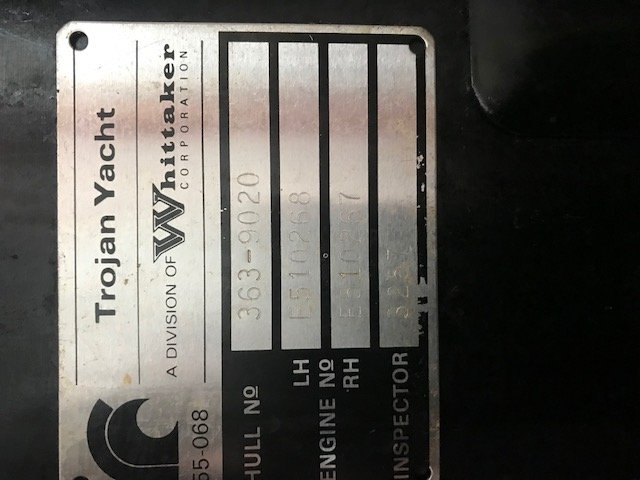 Trojan Yacht
A DIVISION OF Whittaker
CORPORATION
55-068
HULL Nº 363-9020
LH E510268
ENGINE Nº
RH E510267
INSPECTOR